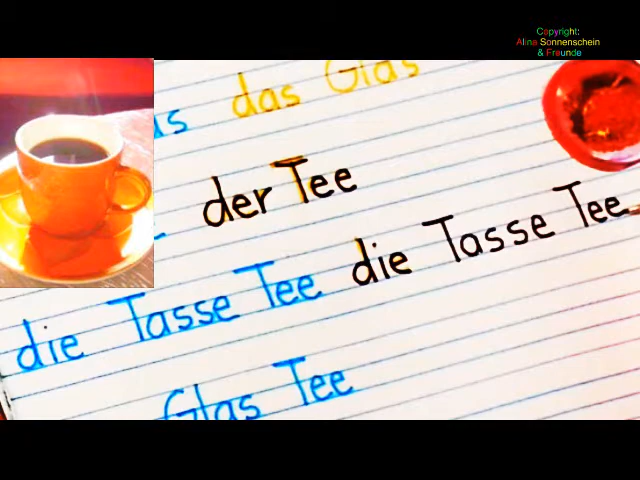 Copyright:
Alina Sonnenschein
& Freunde
das Glas
der Tee
die Tasse Tee die Tasse Tee
Glas Tee